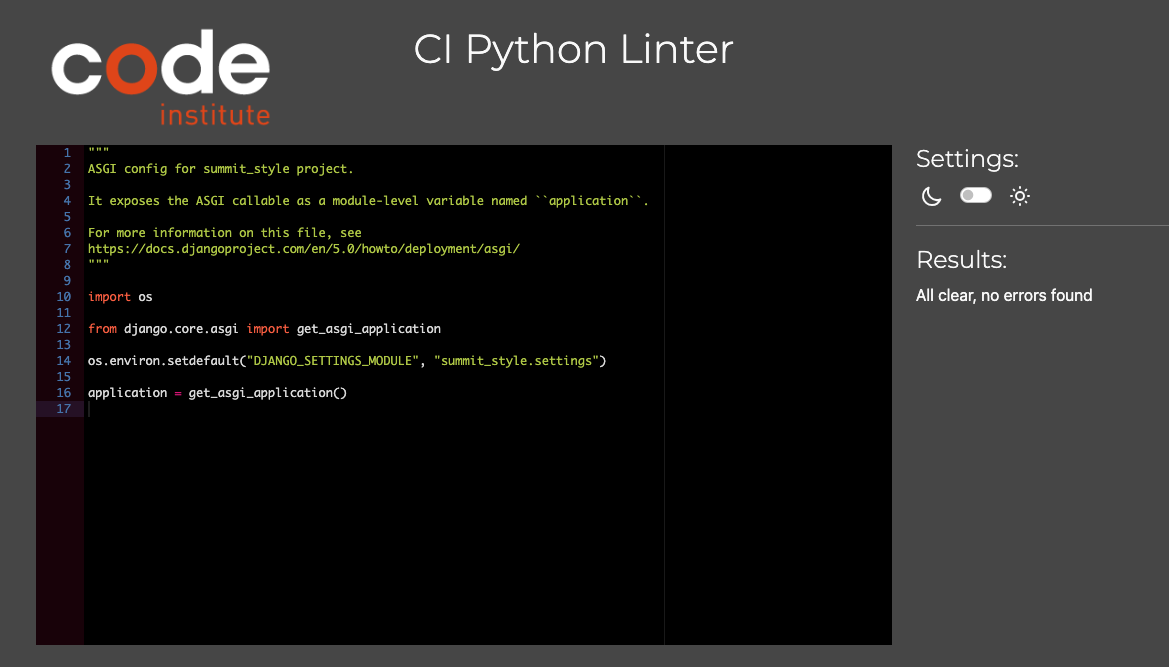 code
institute
CI Python Linter
1 """
2 ASGI config for summit_style project.
3
4 It exposes the ASGI callable as a module-level variable named ``application``.
5
6 For more information on this file, see
7 https://docs.djangoproject.com/en/5.0/howto/deployment/asgi/
8 """
9
10 import os
11
12 from django.core.asgi import get_asgi_application
13
14 os.environ.setdefault("DJANGO_SETTINGS_MODULE", "summit_style.settings")
15
16 application = get_asgi_application()
17
Settings:
Results:
All clear, no errors found